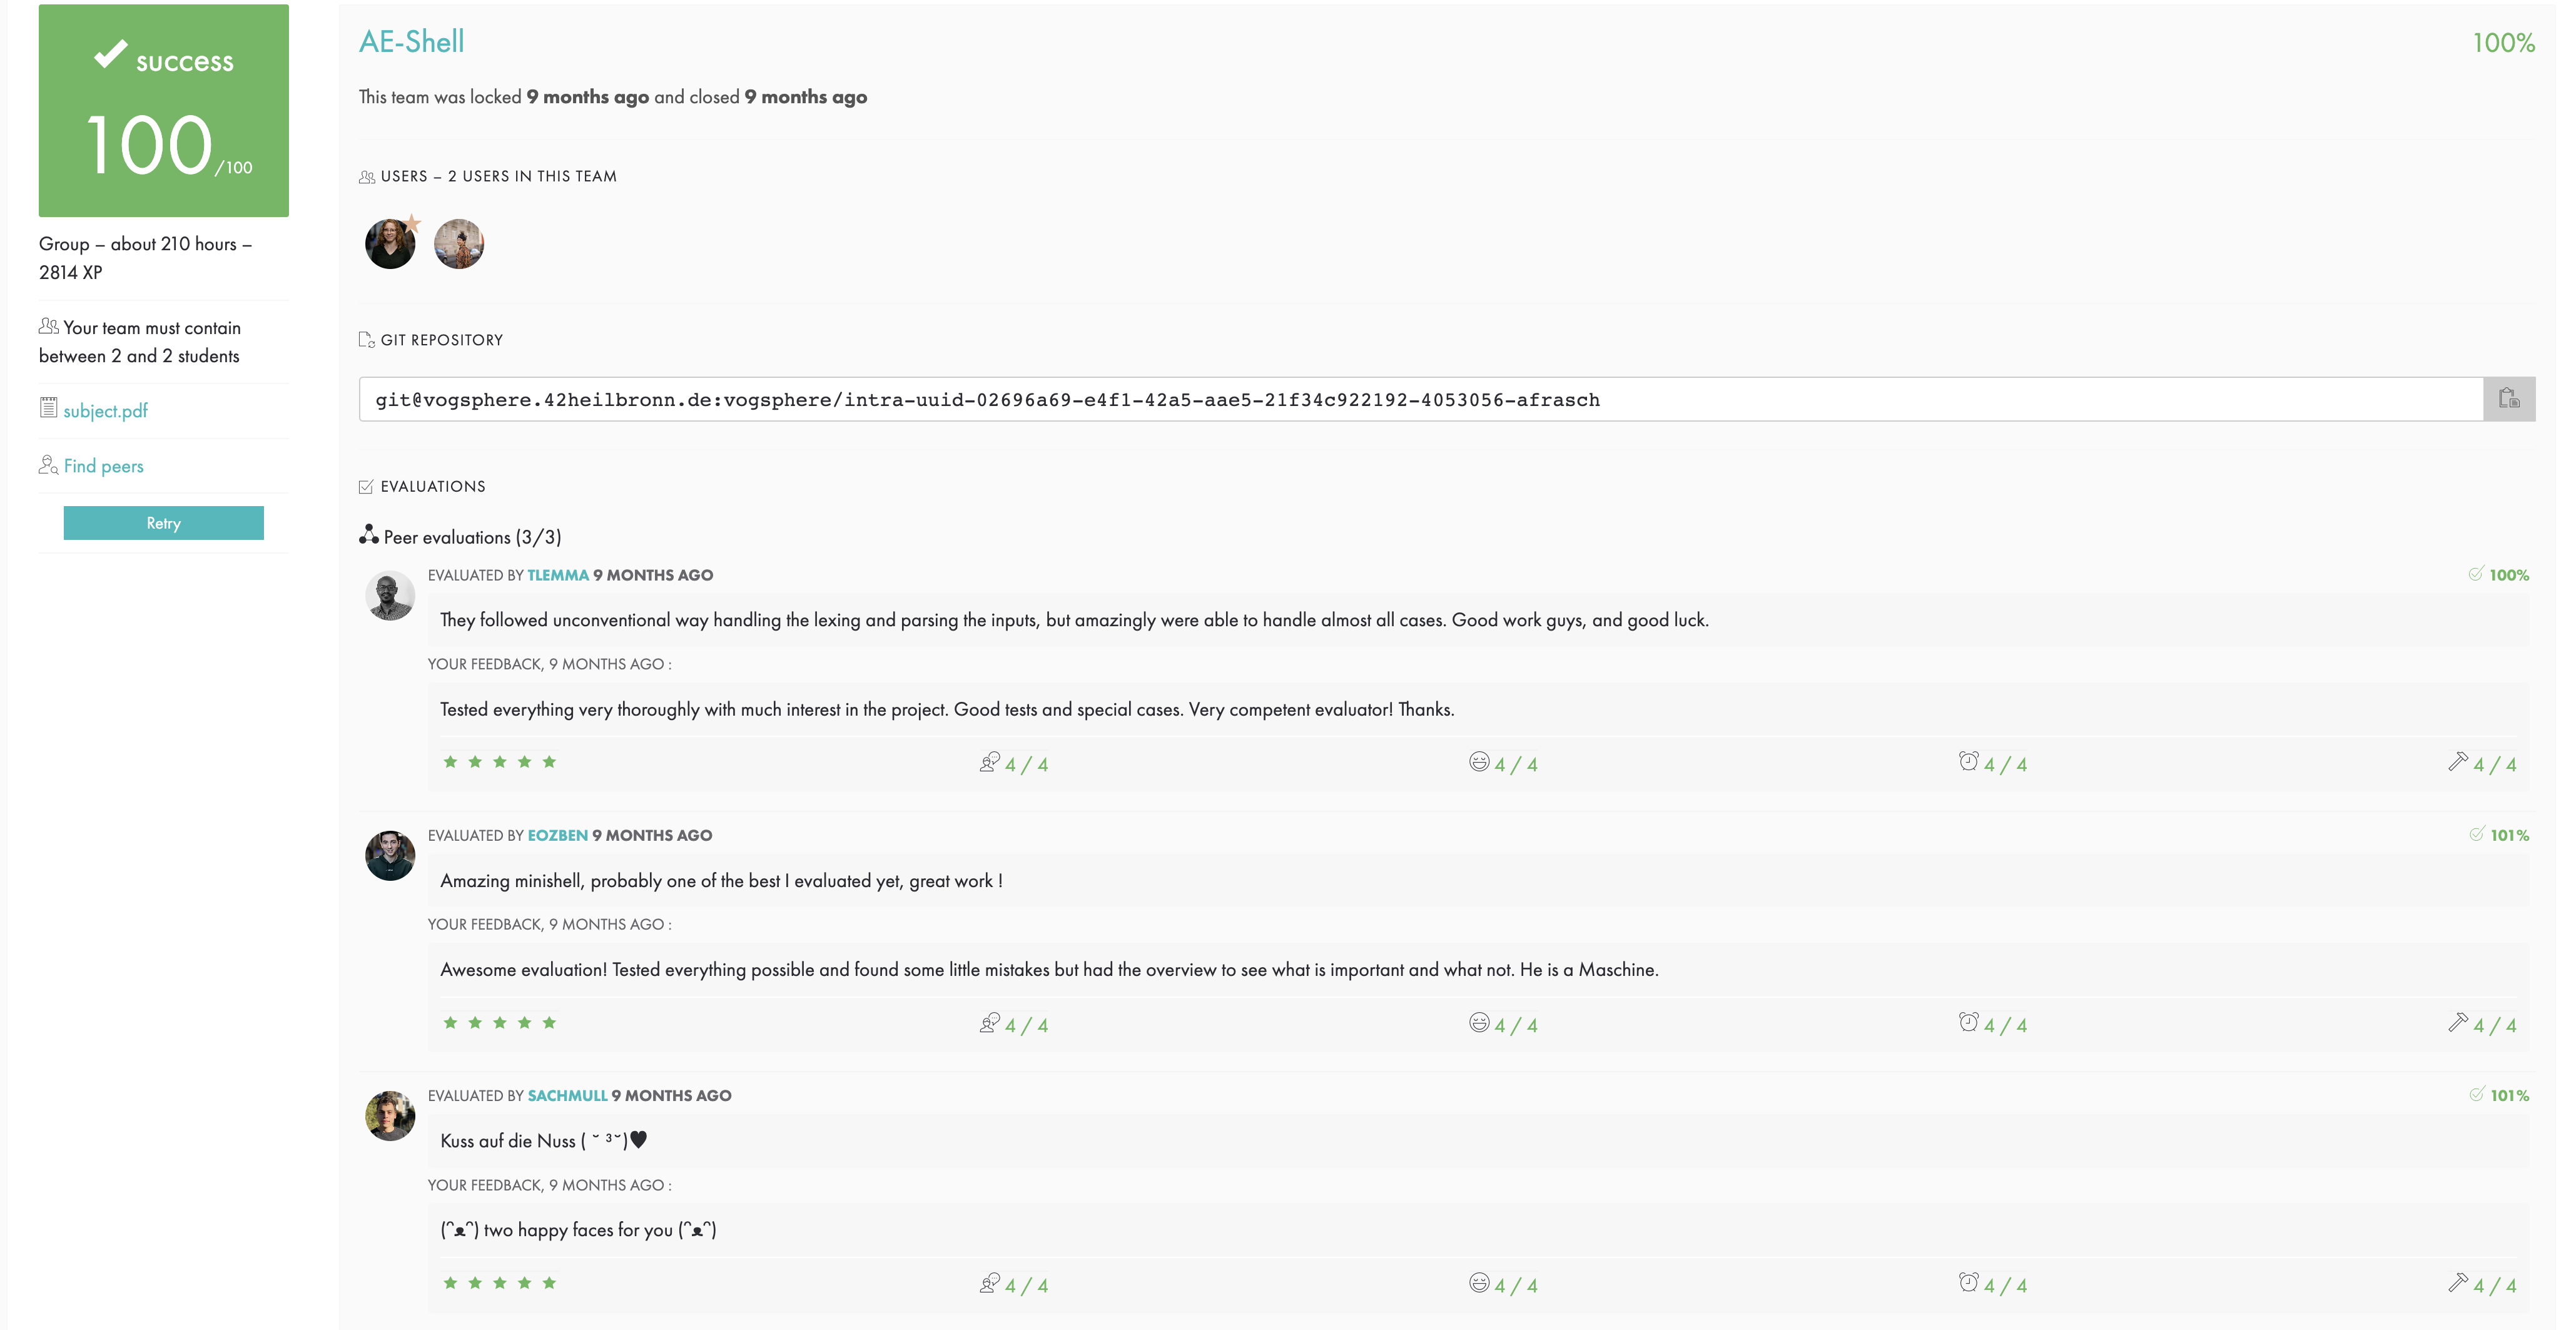 success
100/100
Group – about 210 hours –
2814 XP
Your team must contain
between 2 and 2 students
subject.pdf
Find peers
Retry
AE-Shell
100%
This team was locked 9 months ago and closed 9 months ago
USERS – 2 USERS IN THIS TEAM
GIT REPOSITORY
git@vogsphere.42heilbronn.de:vogsphere/intra-uuid-02696a69-e4f1-42a5-aae5-21f34c922192-4053056-afrasch
EVALUATIONS
Peer evaluations (3/3)
EVALUATED BY TLEMMA 9 MONTHS AGO
100%
They followed unconventional way handling the lexing and parsing the inputs, but amazingly were able to handle almost all cases. Good work guys, and good luck.
YOUR FEEDBACK, 9 MONTHS AGO :
Tested everything very thoroughly with much interest in the project. Good tests and special cases. Very competent evaluator! Thanks.
★ ★ ★ ★ ★ 4 / 4 4 / 4 4 / 4 4 / 4
EVALUATED BY EOZBEN 9 MONTHS AGO
101%
Amazing minishell, probably one of the best I evaluated yet, great work !
YOUR FEEDBACK, 9 MONTHS AGO :
Awesome evaluation! Tested everything possible and found some little mistakes but had the overview to see what is important and what not. He is a Maschine.
★ ★ ★ ★ ★ 4 / 4 4 / 4 4 / 4 4 / 4
EVALUATED BY SACHMULL 9 MONTHS AGO
101%
Kuss auf die Nuss ( ˘ ³˘)♥
YOUR FEEDBACK, 9 MONTHS AGO :
(ᵔᴥᵔ) two happy faces for you (ᵔᴥᵔ)
★ ★ ★ ★ ★ 4 / 4 4 / 4 4 / 4 4 / 4